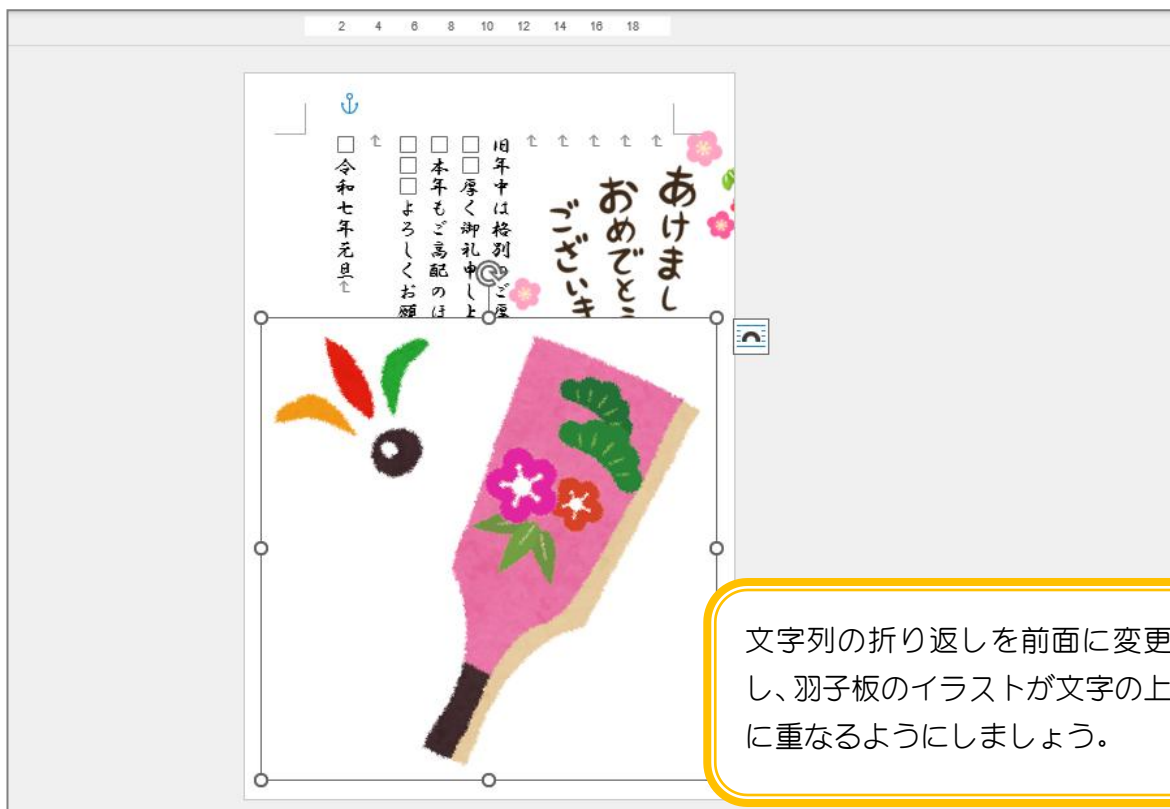 2 4 6 8 10 12 14 16 18
あけまし
おめでとう
ございま
旧年中は格別のご厚
厚く御礼申し上
本年もご高配のほ
よろしくお願
令和七年元旦
文字列の折り返しを前面に変更
し、羽子板のイラストが文字の上
に重なるようにしましょう。